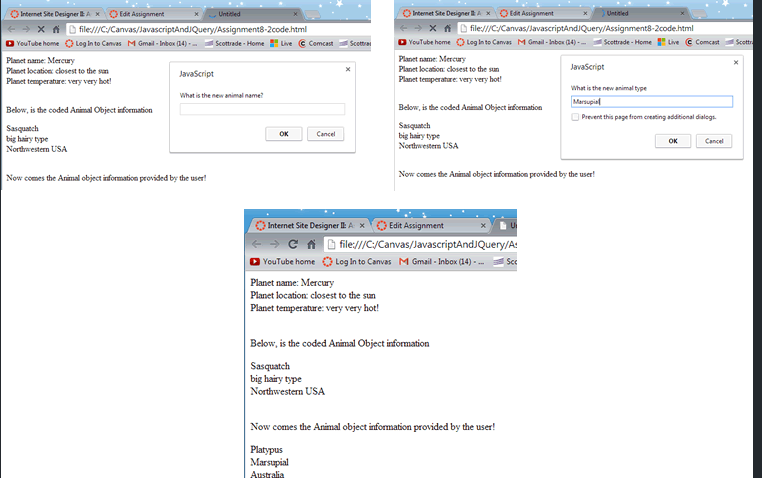 Internet Site Designer II: A
Edit Assignment
Untitled
file:///C:/Canvas/JavascriptAndJQuery/Assignment8-2code.html
YouTube home Log In to Canvas Gmail - Inbox (14) - ... Scottrade - Home Live Comcast Scottra
Planet name: Mercury
Planet location: closest to the sun
Planet temperature: very very hot!
Below, is the coded Animal Object information
Sasquatch
big hairy type
Northwestern USA
Now comes the Animal object information provided by the user!
JavaScript
What is the new animal name?
OK Cancel
Internet Site Designer II: A
Edit Assignment
Untitled
file:///C:/Canvas/JavascriptAndJQuery/Assignment8-2code.html
YouTube home Log In to Canvas Gmail - Inbox (14) - ... Scottrade - Home Live Comcast Scottr
Planet name: Mercury
Planet location: closest to the sun
Planet temperature: very very hot!
Below, is the coded Animal Object information
Sasquatch
big hairy type
Northwestern USA
Now comes the Animal object information provided by the user!
JavaScript
What is the new animal type
Marsupial
Prevent this page from creating additional dialogs.
OK Cancel
Internet Site Designer II: A
Edit Assignment
Un
file:///C:/Canvas/JavascriptAndJQuery/As
YouTube home Log In to Canvas Gmail - Inbox (14) - ... Sco
Planet name: Mercury
Planet location: closest to the sun
Planet temperature: very very hot!
Below, is the coded Animal Object information
Sasquatch
big hairy type
Northwestern USA
Now comes the Animal object information provided by the user!
Platypus
Marsupial
Australia